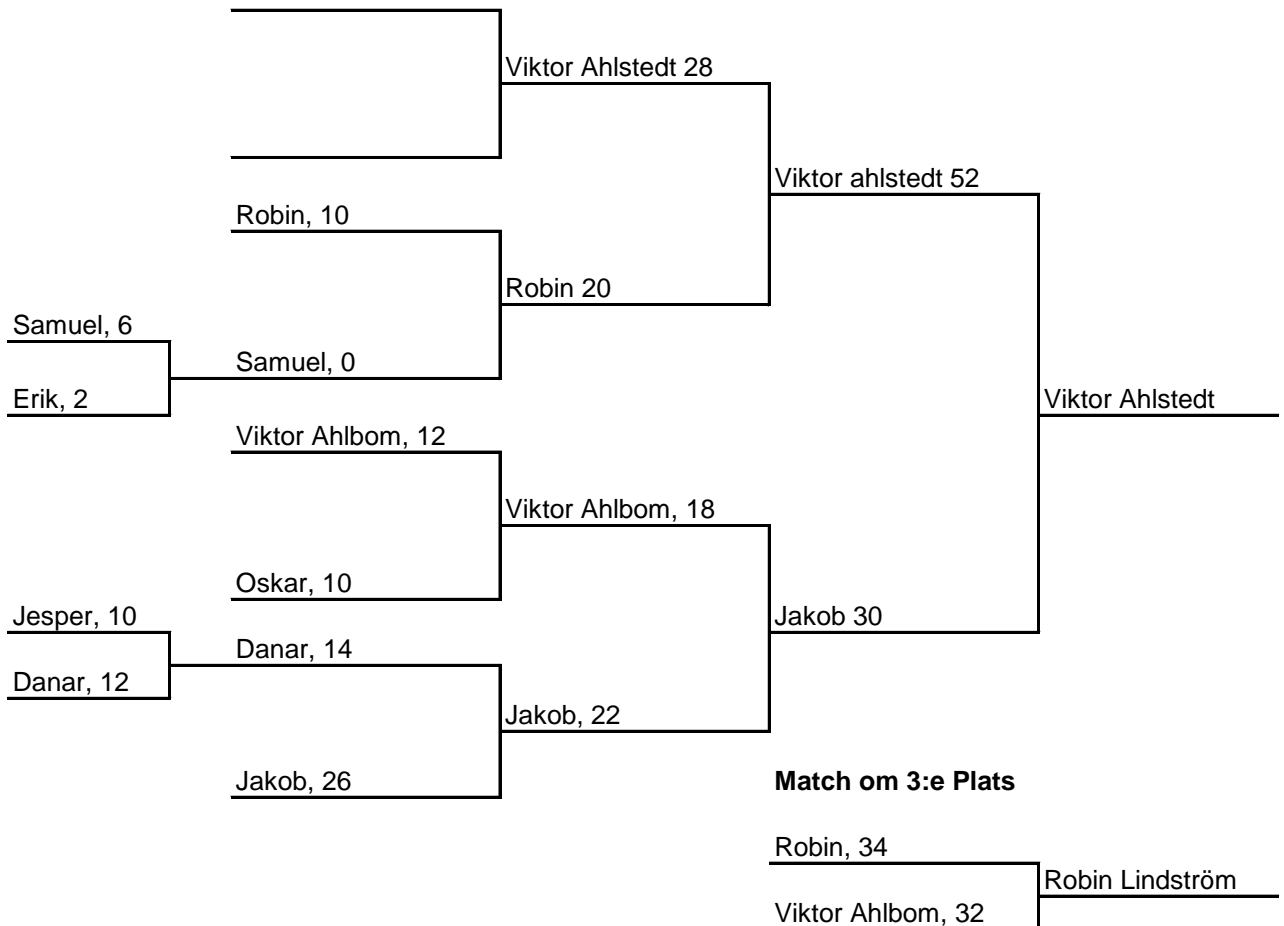 Viktor Ahlstedt 28
Viktor ahlstedt 52
Robin, 10
Robin 20
Samuel, 6
Samuel, 0
Erik, 2
Viktor Ahlstedt
Viktor Ahlbom, 12
Viktor Ahlbom, 18
Oskar, 10
Jesper, 10
Jakob 30
Danar, 14
Danar, 12
Jakob, 22
Jakob, 26
Match om 3:e Plats
Robin, 34
Robin Lindström
Viktor Ahlbom, 32